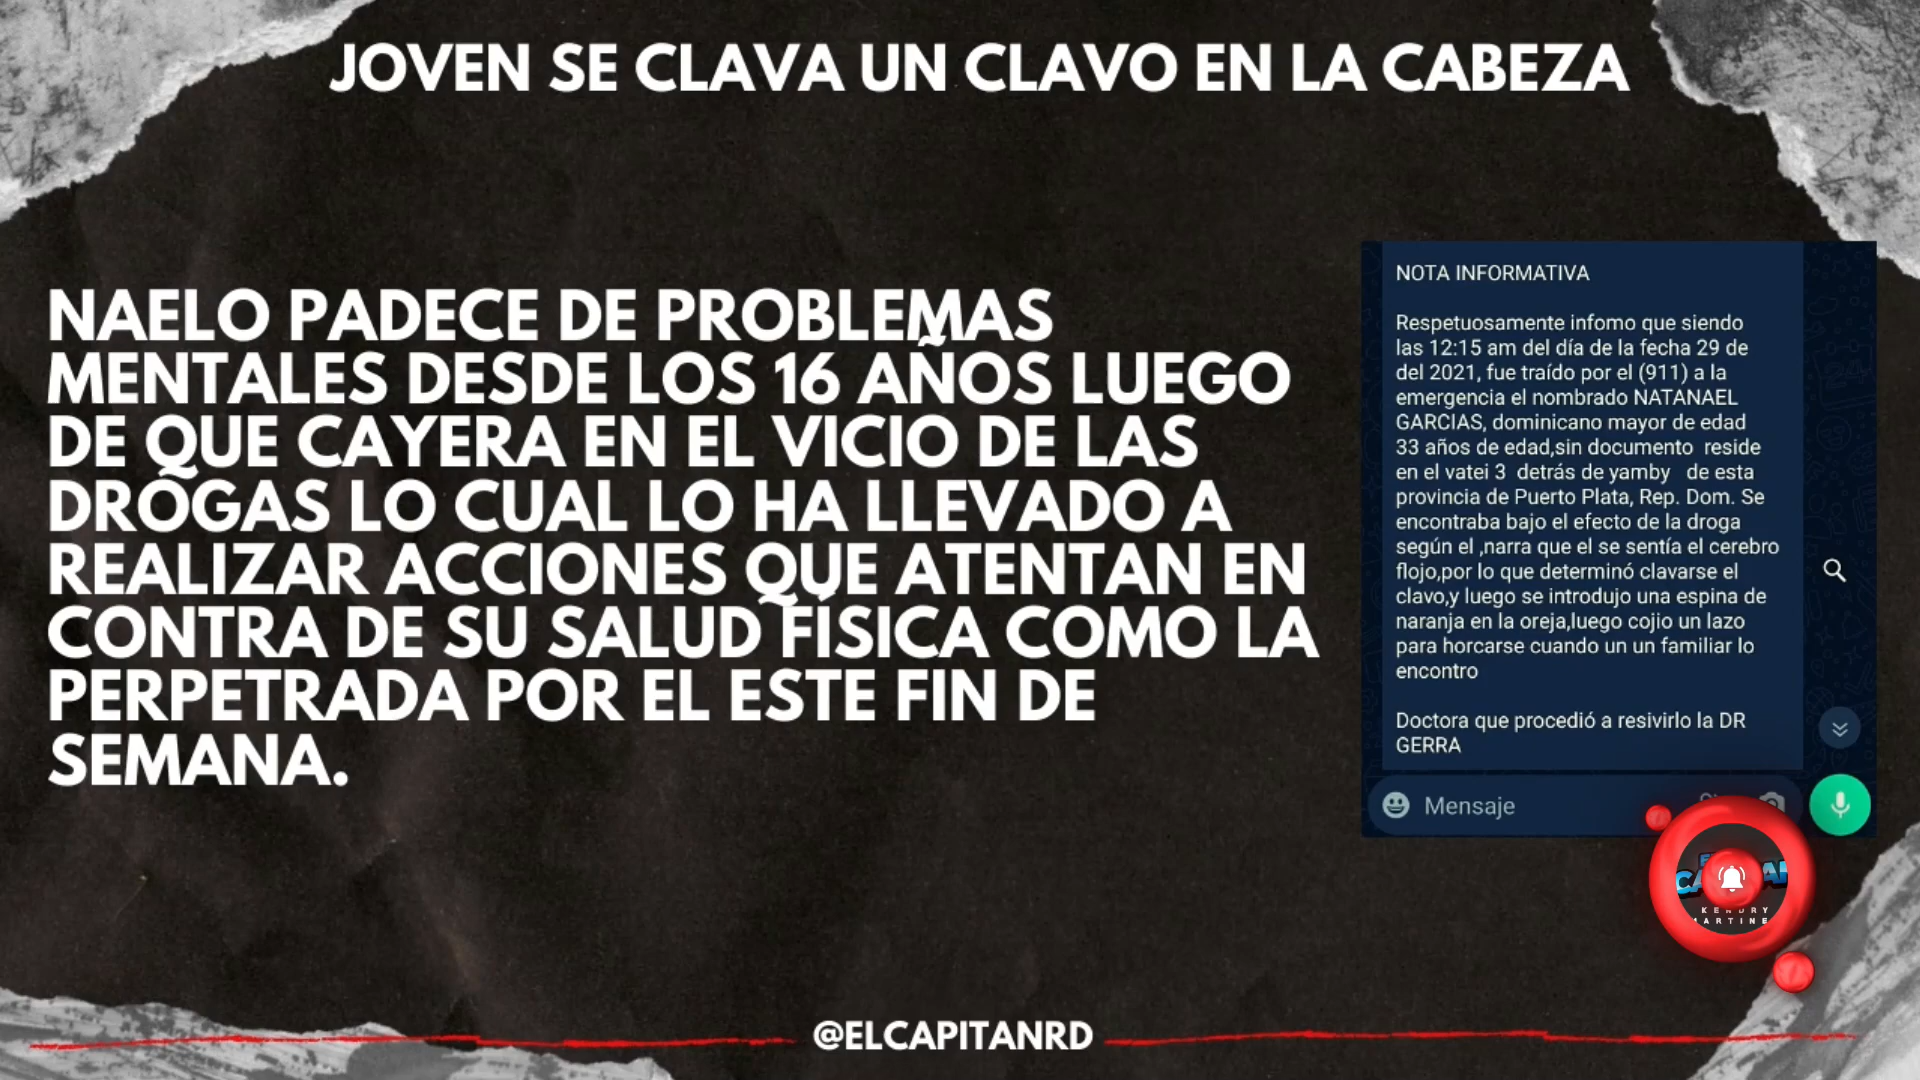 JOVEN SE CLAVA UN CLAVO EN LA CABEZA
NAELO PADECE DE PROBLEMAS
MENTALES DESDE LOS 16 AÑOS LUEGO
DE QUE CAYERA EN EL VICIO DE LAS
DROGAS LO CUAL LO HA LLEVADO A
REALIZAR ACCIONES QUE ATENTAN EN
CONTRA DE SU SALUD FÍSICA COMO LA
PERPETRADA POR EL ESTE FIN DE
SEMANA.
NOTA INFORMATIVA
Respetuosamente infomo que siendo
las 12:15 am del día de la fecha 29 de
del 2021, fue traído por el (911) a la
emergencia el nombrado NATANAEL
GARCIAS, dominicano mayor de edad
33 años de edad,sin documento reside
en el vatei 3 detrás de yamby de esta
provincia de Puerto Plata, Rep. Dom. Se
encontraba bajo el efecto de la droga
según el ,narra que el se sentía el cerebro
flojo,por lo que determinó clavarse el
clavo,y luego se introdujo una espina de
naranja en la oreja,luego cojio un lazo
para horcarse cuando un un familiar lo
encontro
Doctora que procedió a resivirlo la DR
GERRA
Mensaje
@ELCAPITANRD